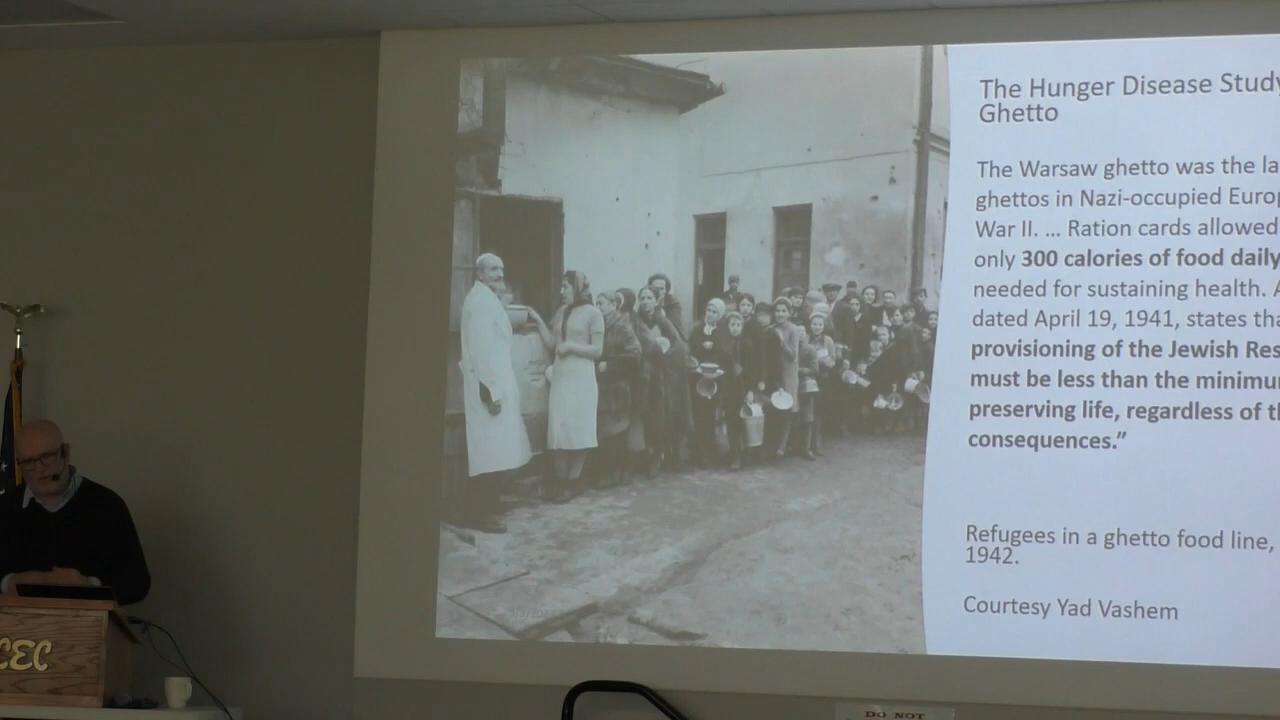 The Hunger Disease Study
Ghetto
The Warsaw ghetto was the la
ghettos in Nazi-occupied Europ
War II. ... Ration cards allowed
only 300 calories of food daily
needed for sustaining health. A
dated April 19, 1941, states tha
provisioning of the Jewish Res
must be less than the minimu
preserving life, regardless of th
consequences.”
Refugees in a ghetto food line,
1942.
Courtesy Yad Vashem
CEC
DO NOT